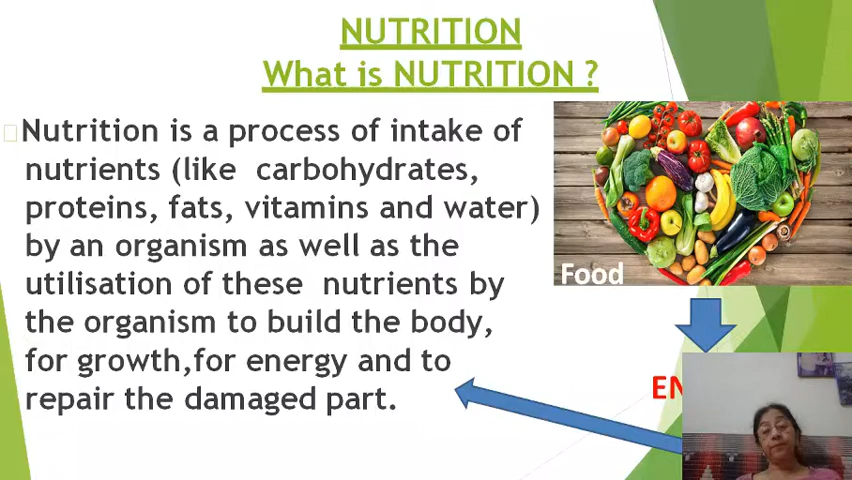 NUTRITION
What is NUTRITION ?
Nutrition is a process of intake of
nutrients (like carbohydrates,
proteins, fats, vitamins and water)
by an organism as well as the
utilisation of these nutrients by
the organism to build the body,
for growth,for energy and to
repair the damaged part.
Food